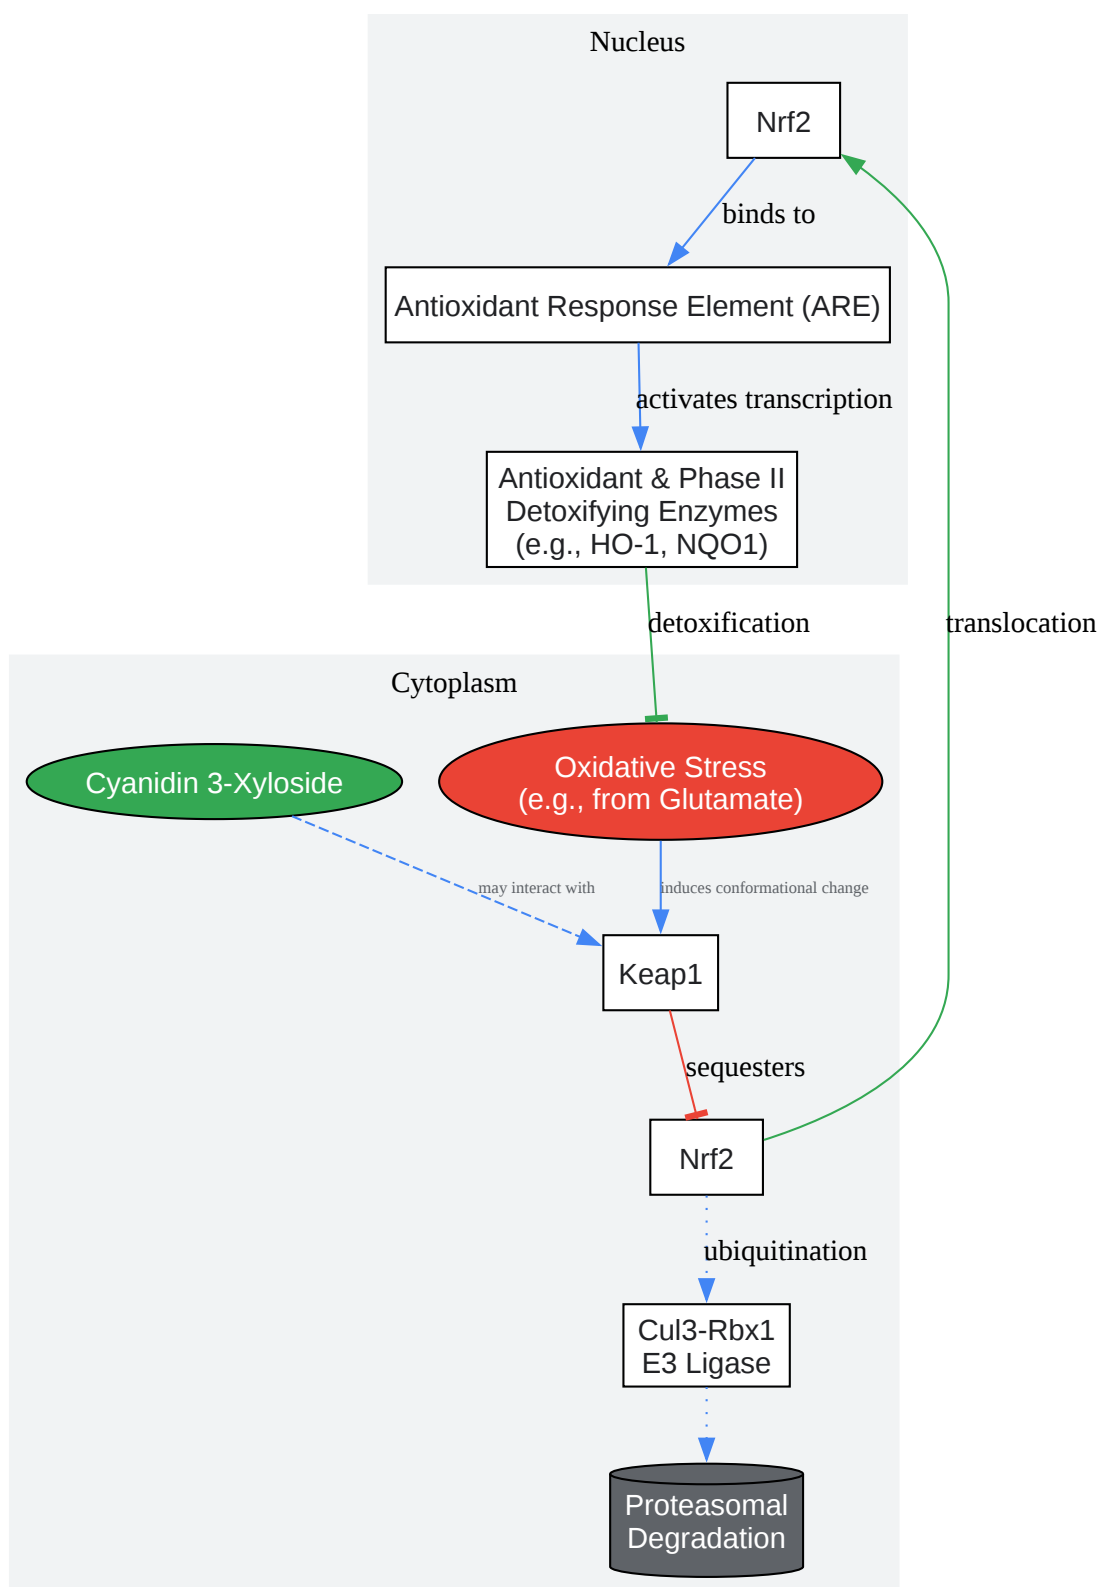 Nucleus
Nrf2
binds to
Antioxidant Response Element (ARE)
activates transcription
Antioxidant & Phase II
Detoxifying Enzymes
(e.g., HO-1, NQO1)
detoxification
translocation
Cytoplasm
Cyanidin 3-Xyloside
Oxidative Stress
(e.g., from Glutamate)
may interact with
induces conformational change
Keap1
sequesters
Nrf2
ubiquitination
Cul3-Rbx1
E3 Ligase
Proteasomal
Degradation